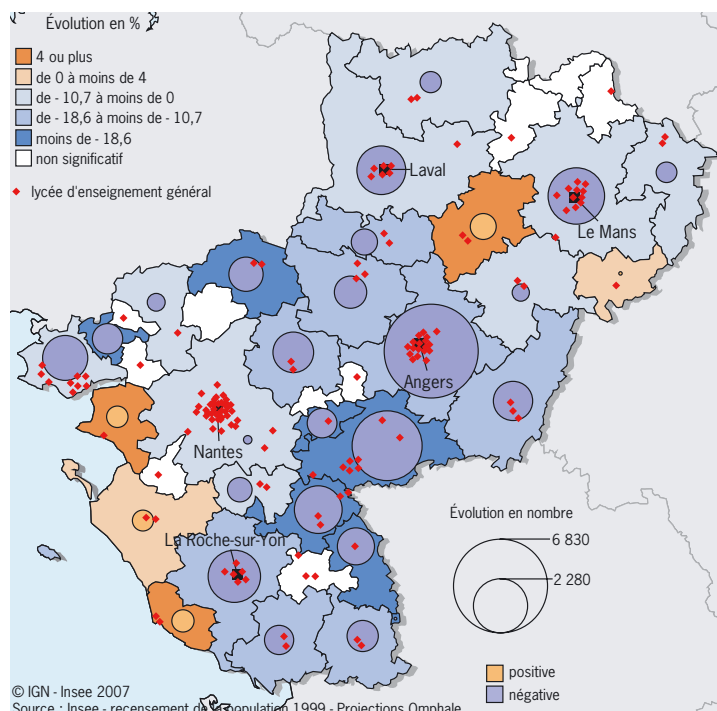 Évolution en %
4 ou plus
de 0 à moins de 4
de - 10,7 à moins de 0
de - 18,6 à moins de - 10,7
moins de - 18,6
non significatif
lycée d'enseignement général
Laval
Le Mans
Angers
Nantes
La Roche-sur-Yon
Évolution en nombre
6 830
2 280
positive
négative
© IGN - Insee 2007
Source : Insee - recensement de la population 1999 - Projections Omphale